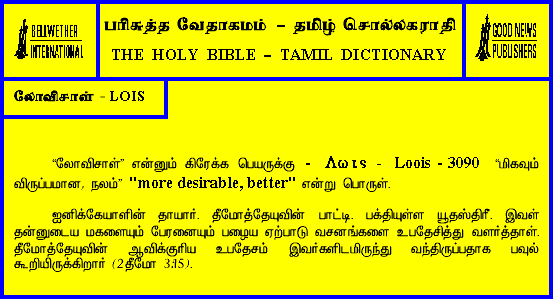 BELLWETHER
INTERNATIONAL
பரிசுத்த வேதாகமம் - தமிழ் சொல்லகராதி
THE HOLY BIBLE – TAMIL DICTIONARY
GOOD NEWS
PUBLISHERS
லோவிசாள் - LOIS
“லோவிசாள்” என்னும் கிரேக்க பெயருக்கு - Λωις - Loois - 3090 “மிகவும்
விருப்பமான, நலம்” "more desirable, better" என்று பொருள்.
ஐனிக்கேயாளின் தாயார். தீமோத்தேயுவின் பாட்டி. பக்தியுள்ள யூதஸ்திரீ. இவள்
தன்னுடைய மகளையும் பேரனையும் பழைய ஏற்பாடு வசனங்களை உபதேசித்து வளர்த்தாள்.
தீமோத்தேயுவின் ஆவிக்குரிய உபதேசம் இவர்களிடமிருந்து வந்திருப்பதாக பவுல்
கூறியிருக்கிறார் (2தீமோ 3:15).